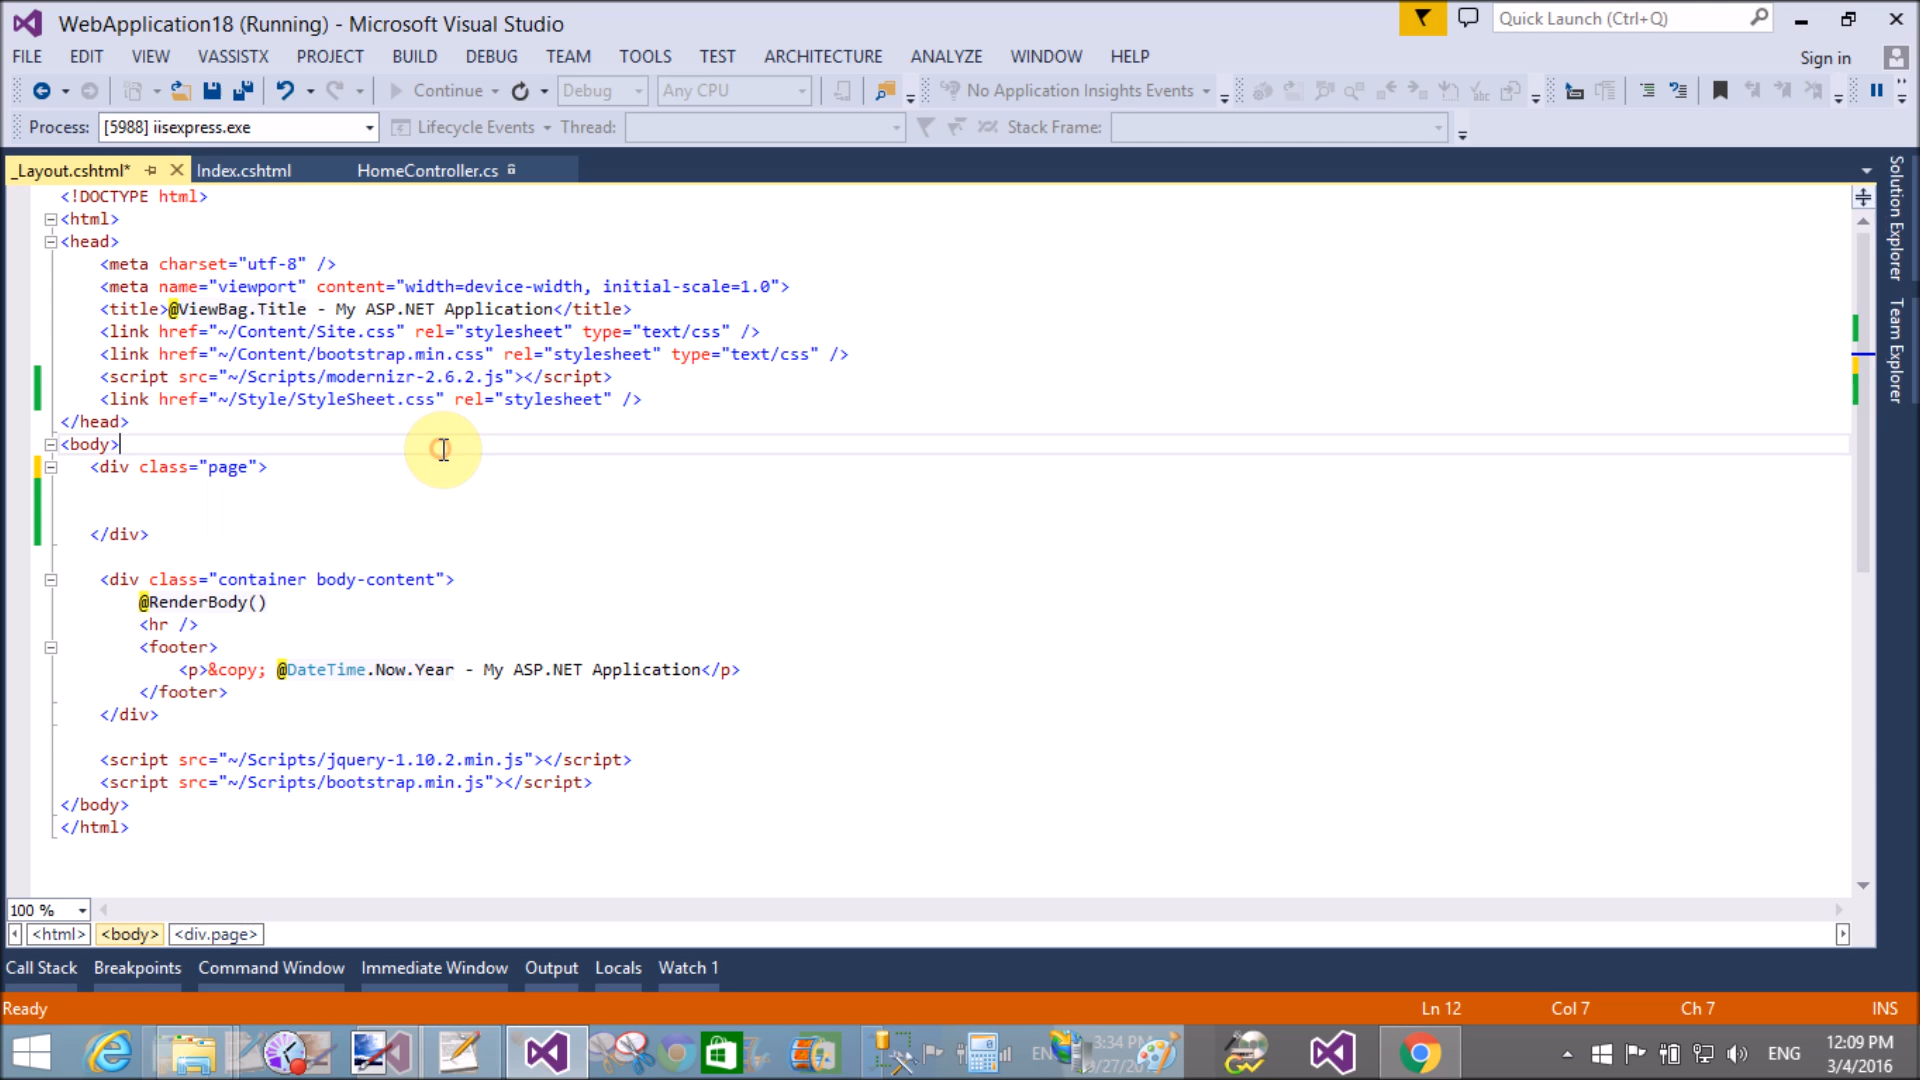 WebApplication18 (Running) - Microsoft Visual Studio
Quick Launch (Ctrl+Q)
FILE EDIT VIEW VASSISTX PROJECT BUILD DEBUG TEAM TOOLS TEST ARCHITECTURE ANALYZE WINDOW HELP
Sign in
Continue Debug Any CPU No Application Insights Events
Process: [5988] iisexpress.exe Lifecycle Events Thread: Stack Frame:
_Layout.cshtml* Index.cshtml HomeController.cs
Solution Explorer
Team Explorer
<!DOCTYPE html>
<html>
<head>
<meta charset="utf-8" />
<meta name="viewport" content="width=device-width, initial-scale=1.0">
<title>@ViewBag.Title - My ASP.NET Application</title>
<link href="~/Content/Site.css" rel="stylesheet" type="text/css" />
<link href="~/Content/bootstrap.min.css" rel="stylesheet" type="text/css" />
<script src="~/Scripts/modernizr-2.6.2.js"></script>
<link href="~/Style/StyleSheet.css" rel="stylesheet" />
</head>
<body>
<div class="page">
</div>
<div class="container body-content">
@RenderBody()
<hr />
<footer>
<p>&copy; @DateTime.Now.Year - My ASP.NET Application</p>
</footer>
</div>
<script src="~/Scripts/jquery-1.10.2.min.js"></script>
<script src="~/Scripts/bootstrap.min.js"></script>
</body>
</html>
100 %
<html> <body> <div.page>
Call Stack Breakpoints Command Window Immediate Window Output Locals Watch 1
Ready Ln 12 Col 7 Ch 7 INS
3:34 PM
ENG
12:09 PM
3/4/2016